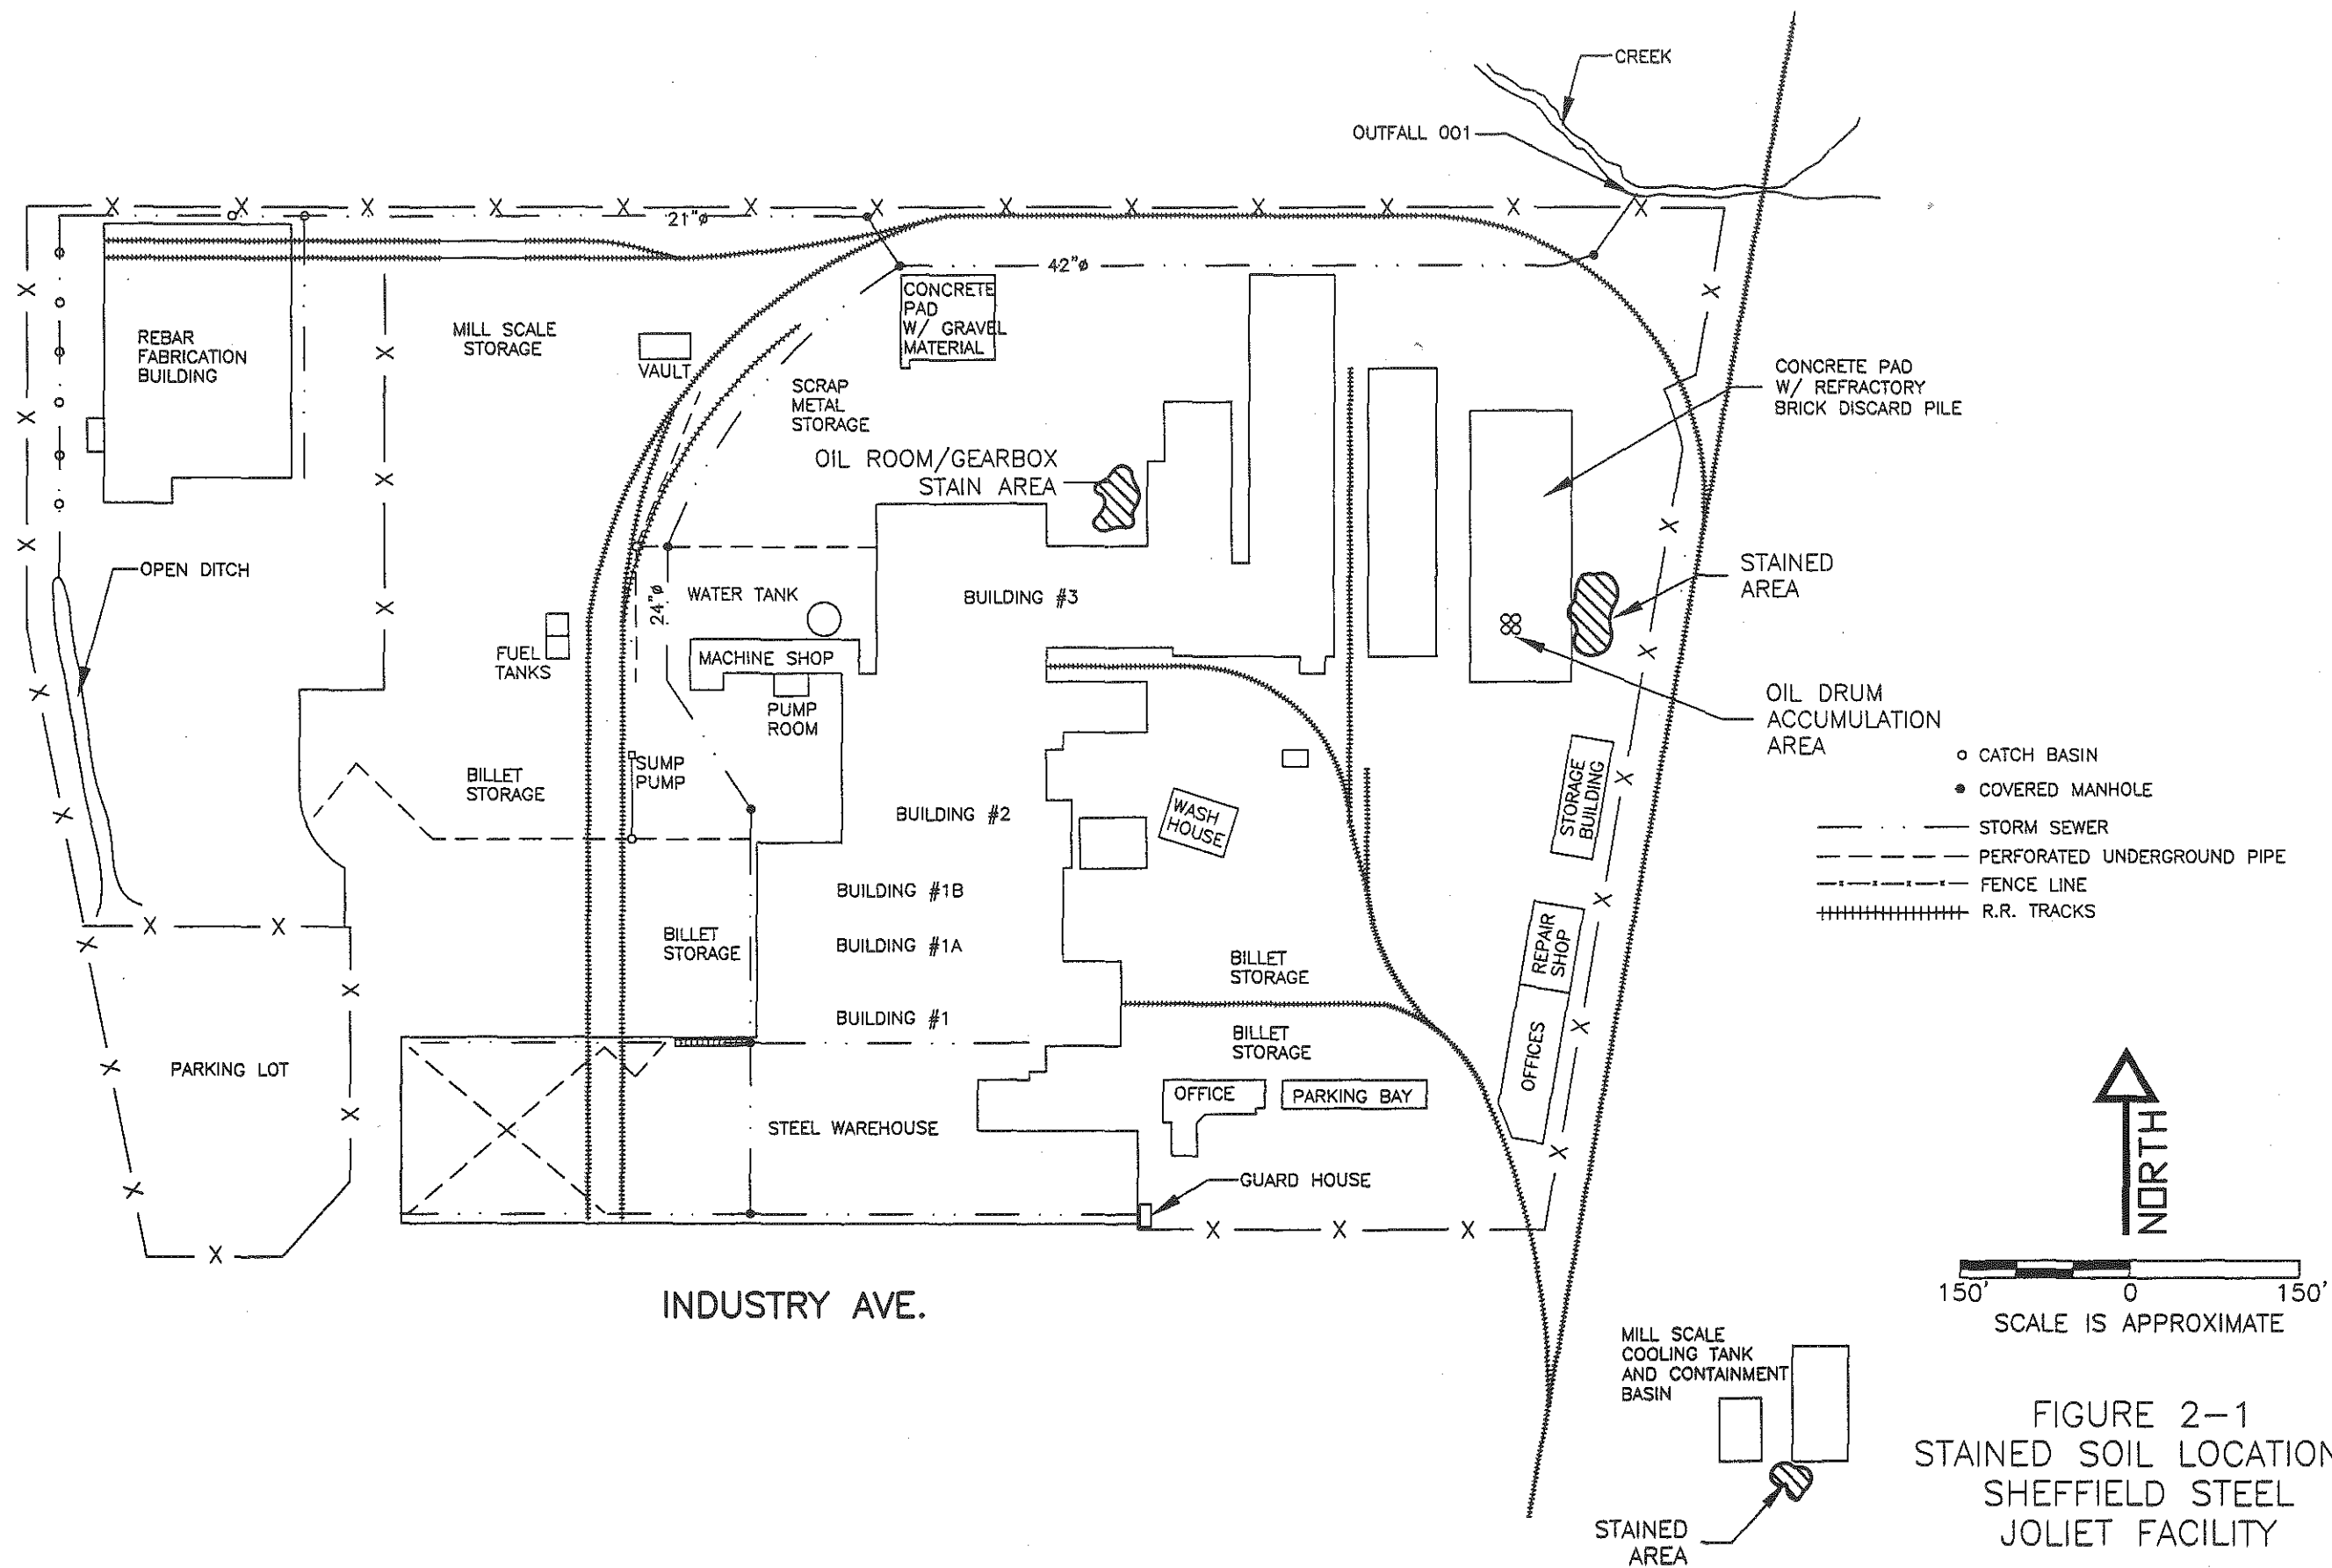 CREEK
OUTFALL 001
21"ø
42"ø
CONCRETE
PAD
W/ GRAVEL
MATERIAL
REBAR
FABRICATION
BUILDING
MILL SCALE
STORAGE
VAULT
SCRAP
METAL
STORAGE
CONCRETE PAD
W/ REFRACTORY
BRICK DISCARD PILE
OIL ROOM/GEARBOX
STAIN AREA
OPEN DITCH
STAINED
AREA
24"ø
WATER TANK
BUILDING #3
FUEL
TANKS
MACHINE SHOP
PUMP
ROOM
OIL DRUM
ACCUMULATION
AREA
SUMP
PUMP
BILLET
STORAGE
BUILDING #2
WASH
HOUSE
STORAGE
BUILDING
CATCH BASIN
COVERED MANHOLE
STORM SEWER
PERFORATED UNDERGROUND PIPE
FENCE LINE
R.R. TRACKS
BUILDING #1B
BILLET
STORAGE
BUILDING #1A
BILLET
STORAGE
REPAIR
SHOP
BUILDING #1
BILLET
STORAGE
OFFICES
PARKING LOT
OFFICE
PARKING BAY
STEEL WAREHOUSE
GUARD HOUSE
NORTH
INDUSTRY AVE.
150' 0 150'
SCALE IS APPROXIMATE
MILL SCALE
COOLING TANK
AND CONTAINMENT
BASIN
STAINED
AREA
FIGURE 2-1
STAINED SOIL LOCATION
SHEFFIELD STEEL
JOLIET FACILITY